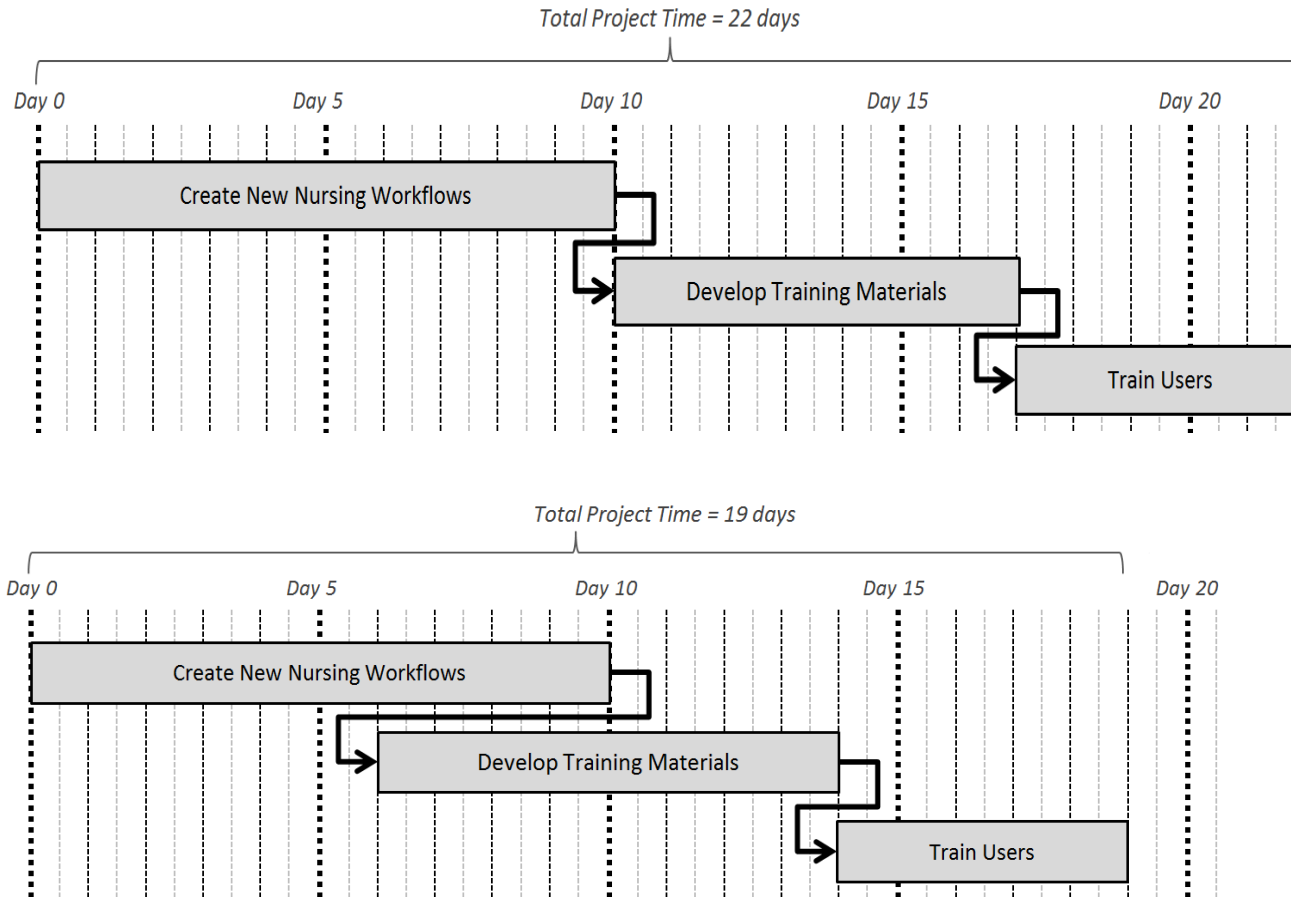 Total Project Time = 22 days
Day 0 Day 5 Day 10 Day 15 Day 20
Create New Nursing Workflows
Develop Training Materials
Train Users
Total Project Time = 19 days
Day 0 Day 5 Day 10 Day 15 Day 20
Create New Nursing Workflows
Develop Training Materials
Train Users